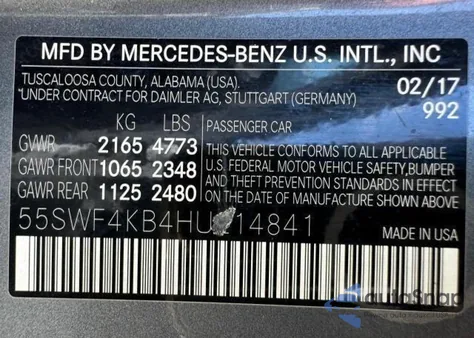 MFD BY MERCEDES-BENZ U.S. INTL., INC
TUSCALOOSA COUNTY, ALABAMA (USA). 02/17
*UNDER CONTRACT FOR DAIMLER AG, STUTTGART (GERMANY) 992
KG LBS PASSENGER CAR
GVWR 2165 4773
GAWR FRONT 1065 2348
GAWR REAR 1125 2480
THIS VEHICLE CONFORMS TO ALL APPLICABLE
U.S. FEDERAL MOTOR VEHICLE SAFETY, BUMPER
AND THEFT PREVENTION STANDARDS IN EFFECT
ON THE DATE OF MANUFACTURE SHOWN ABOVE.
55SWF4KB4HU 14841
MADE IN USA
autoSnap